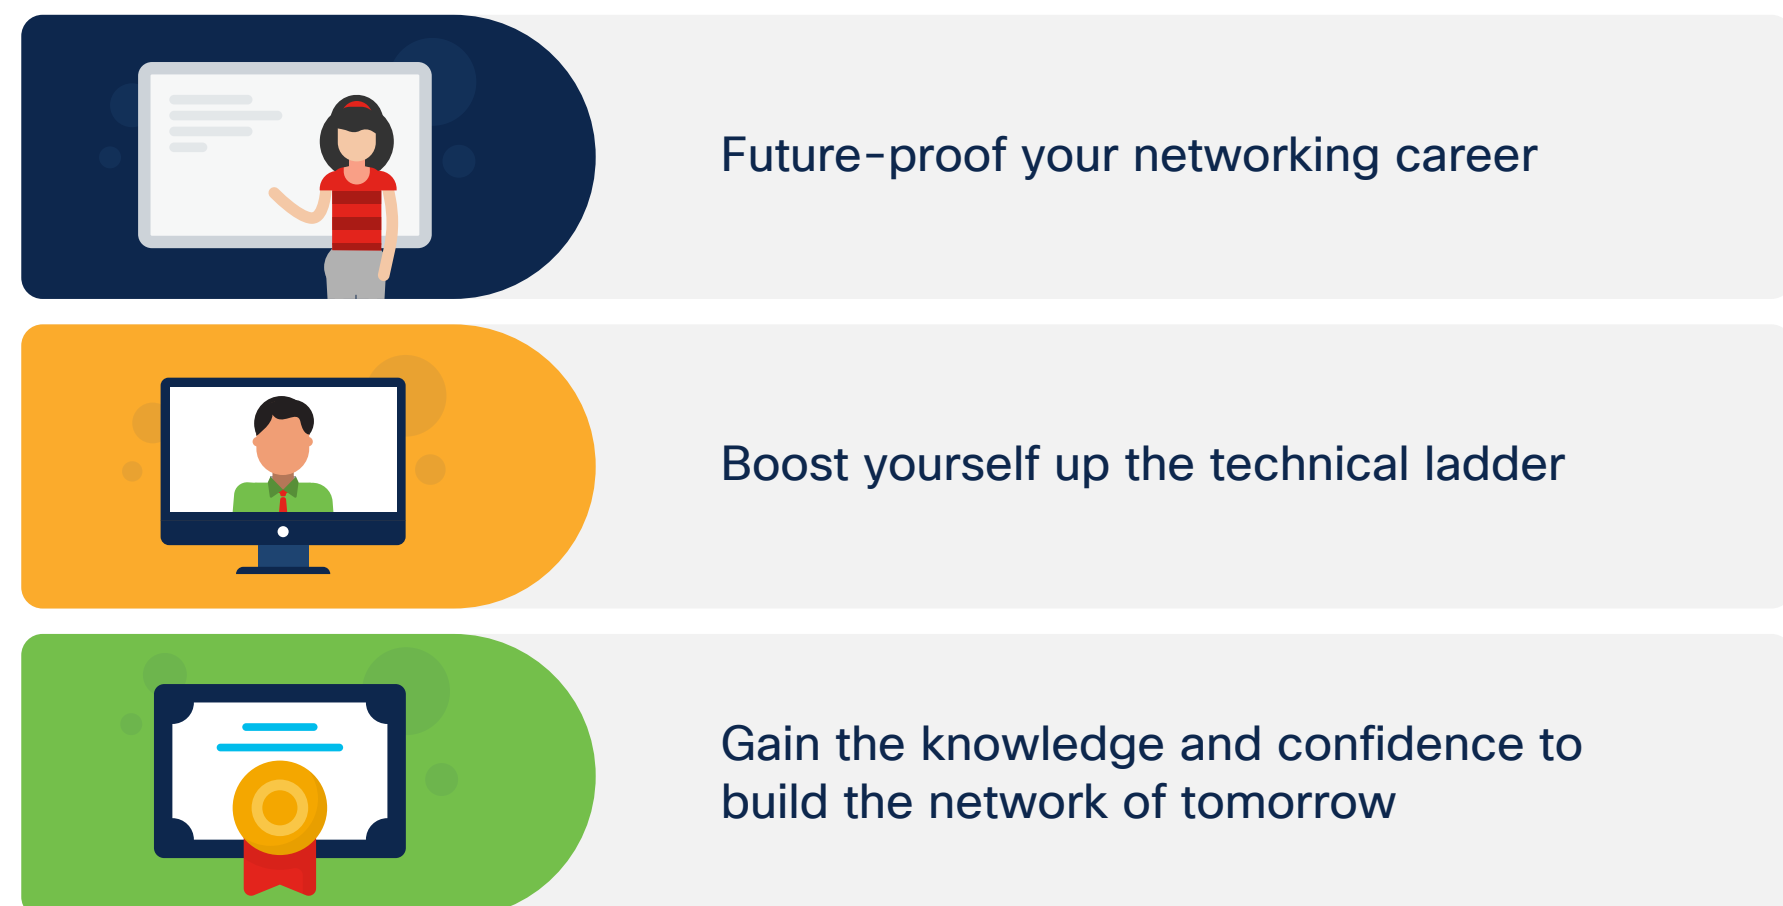 Future-proof your networking career
Boost yourself up the technical ladder
Gain the knowledge and confidence to
build the network of tomorrow